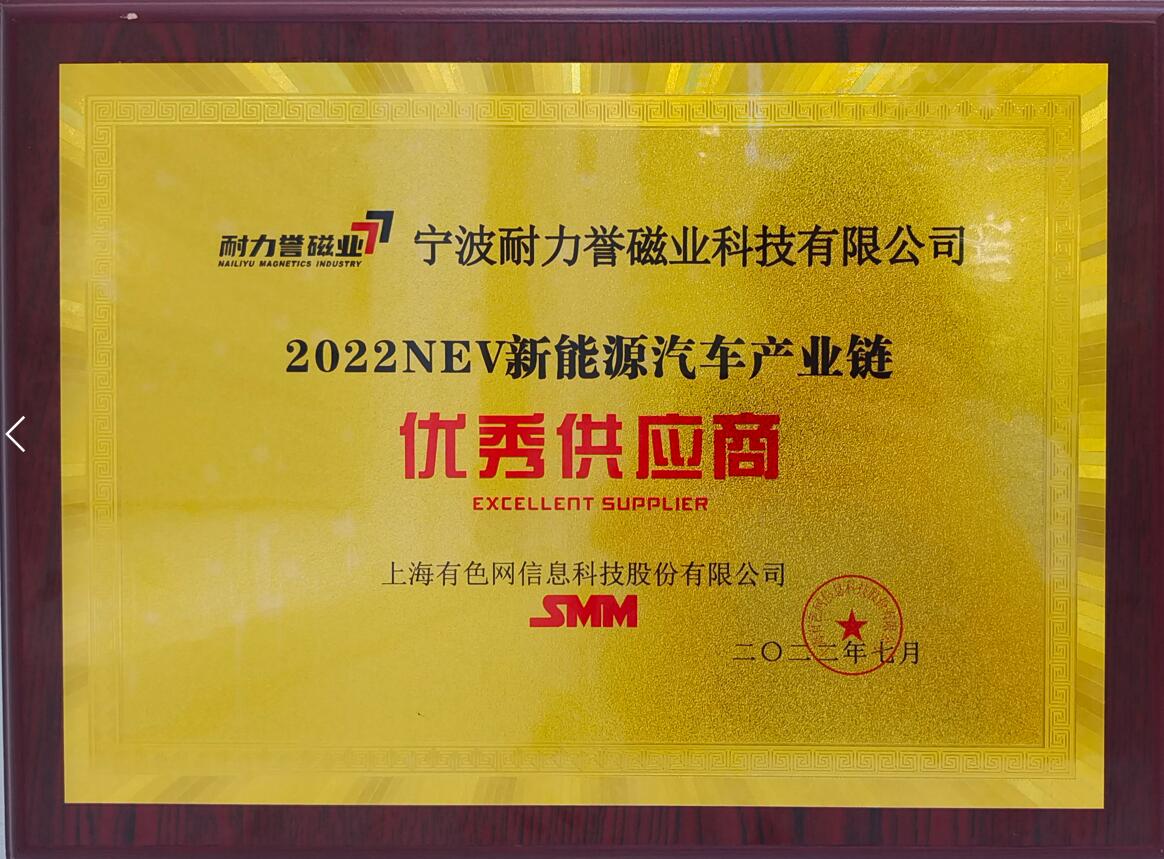 耐力誉磁业 宁波耐力誉磁业科技有限公司
NAILIYU MAGNETICS INDUSTRY
2022NEV新能源汽车产业链
优秀供应商
EXCELLENT SUPPLIER
上海有色网信息科技股份有限公司
SMM
二〇二二年七月